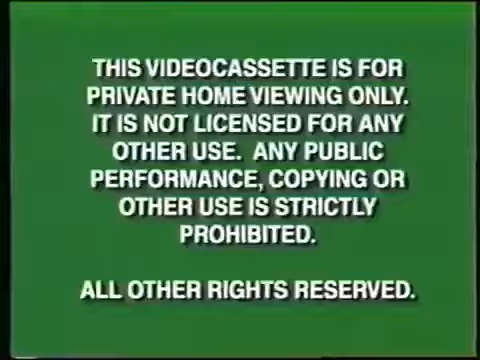 THIS VIDEOCASSETTE IS FOR
PRIVATE HOME VIEWING ONLY.
IT IS NOT LICENSED FOR ANY
OTHER USE. ANY PUBLIC
PERFORMANCE, COPYING OR
OTHER USE IS STRICTLY
PROHIBITED.
ALL OTHER RIGHTS RESERVED.